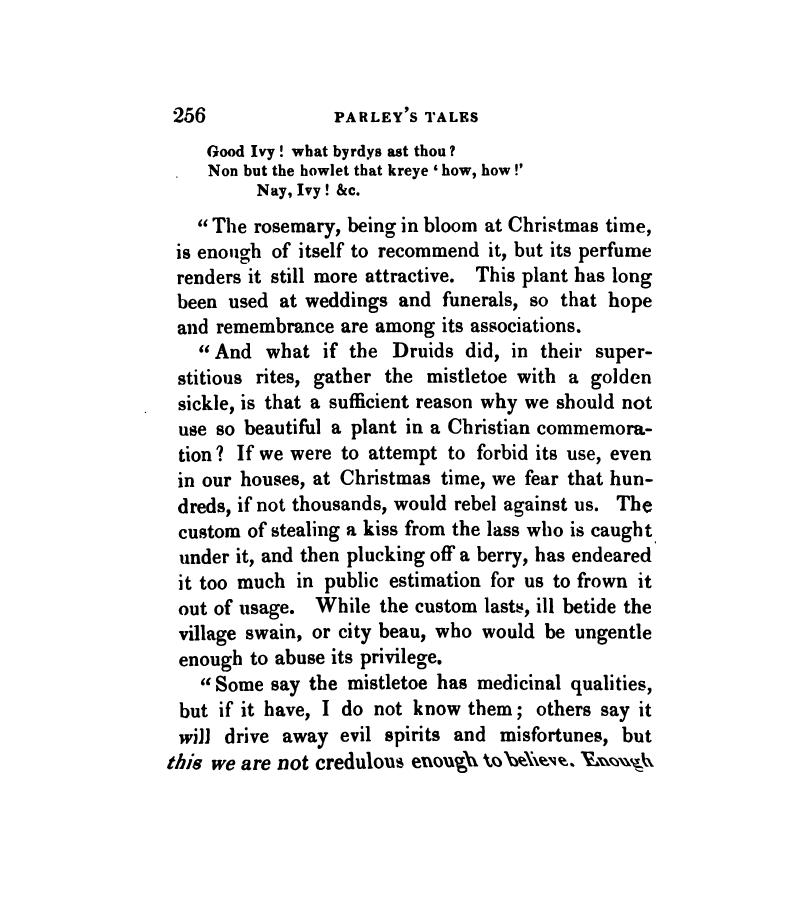 256 PARLEY'S TALES
Good Ivy! what byrdys ast thou?
Non but the howlet that kreye ‘how, how!’
Nay, Ivy! &c.
“The rosemary, being in bloom at Christmas time,
is enough of itself to recommend it, but its perfume
renders it still more attractive. This plant has long
been used at weddings and funerals, so that hope
and remembrance are among its associations.
“And what if the Druids did, in their super-
stitious rites, gather the mistletoe with a golden
sickle, is that a sufficient reason why we should not
use so beautiful a plant in a Christian commemora-
tion? If we were to attempt to forbid its use, even
in our houses, at Christmas time, we fear that hun-
dreds, if not thousands, would rebel against us. The
custom of stealing a kiss from the lass who is caught
under it, and then plucking off a berry, has endeared
it too much in public estimation for us to frown it
out of usage. While the custom lasts, ill betide the
village swain, or city beau, who would be ungentle
enough to abuse its privilege.
“Some say the mistletoe has medicinal qualities,
but if it have, I do not know them; others say it
will drive away evil spirits and misfortunes, but
this we are not credulous enough to believe. Enough